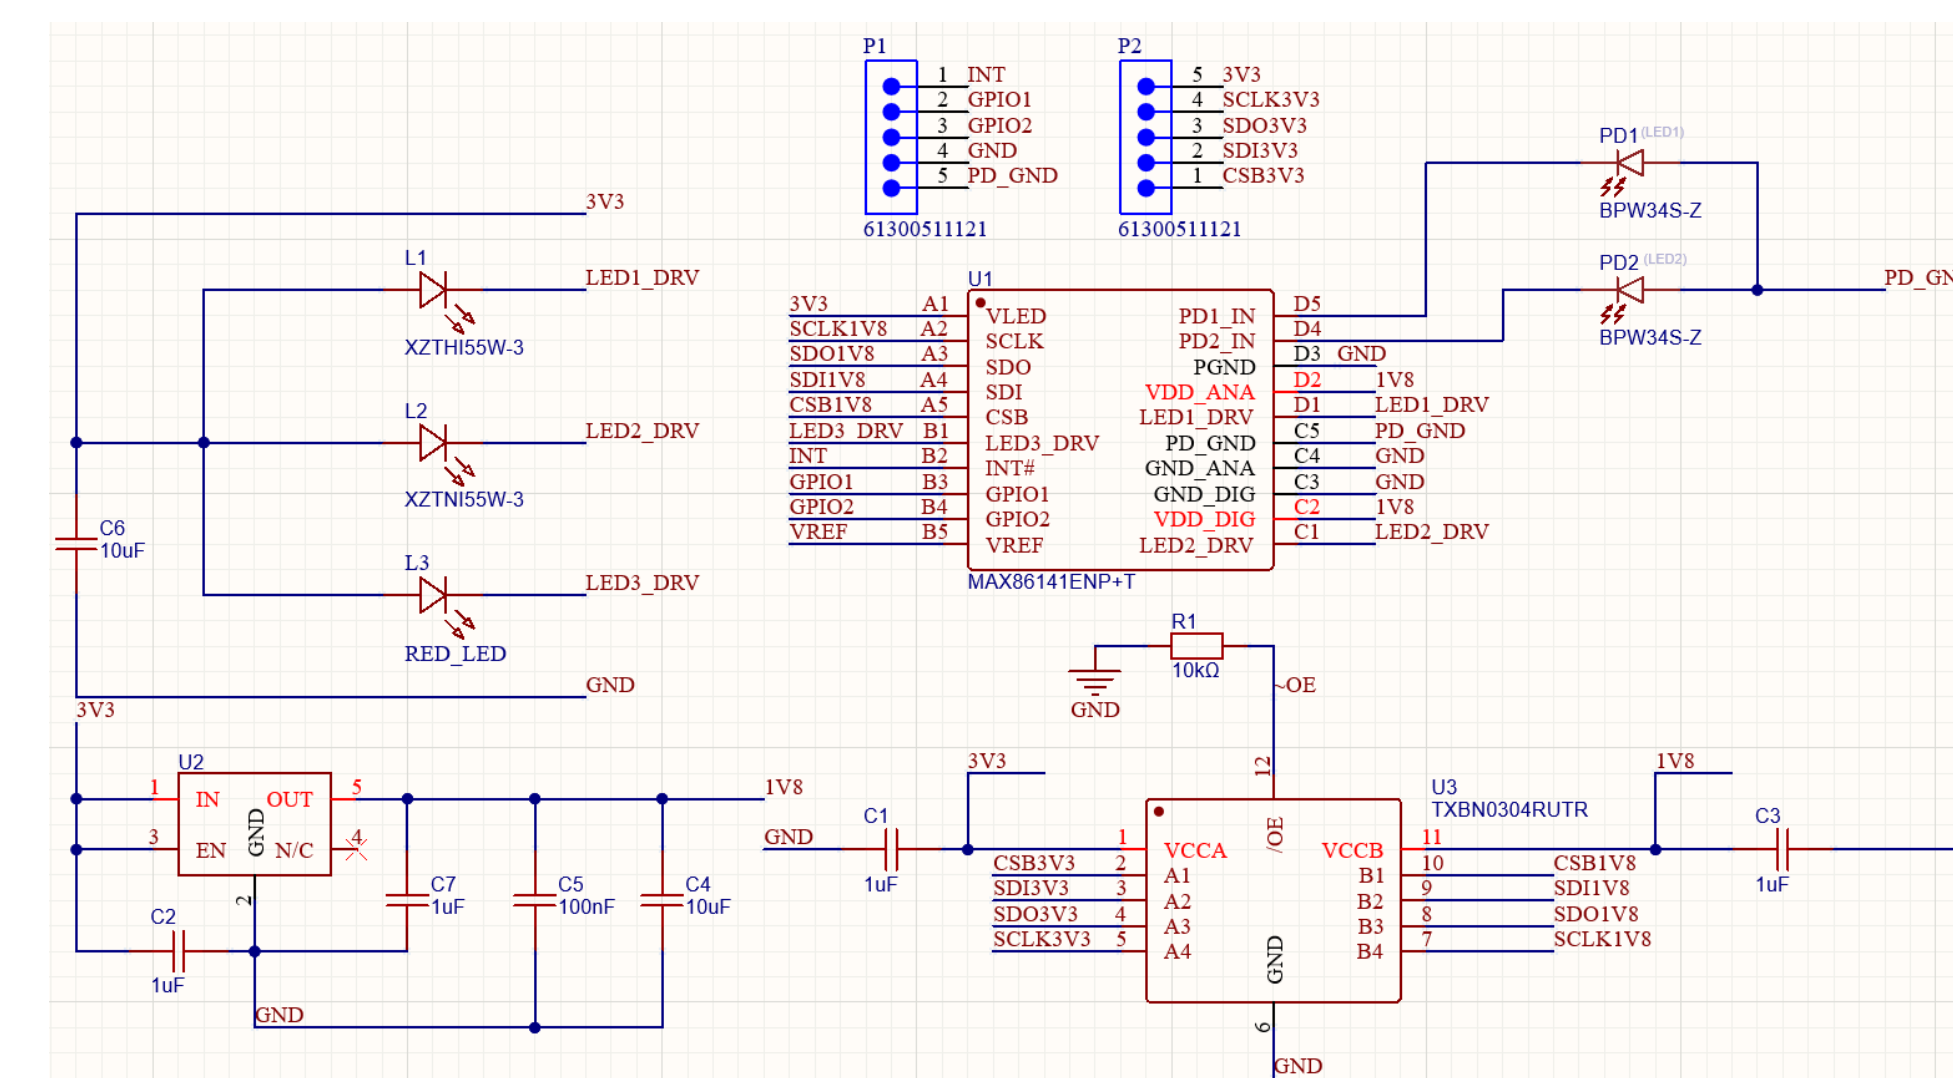 P1
1 INT
2 GPIO1
3 GPIO2
4 GND
5 PD_GND
61300511121
P2
5 3V3
4 SCLK3V3
3 SDO3V3
2 SDI3V3
1 CSB3V3
61300511121
PD1 (LED1)
BPW34S-Z
PD2 (LED2)
BPW34S-Z
PD_GN
3V3
L1
LED1_DRV
XZTHI55W-3
L2
LED2_DRV
XZTNI55W-3
C6
10uF
L3
LED3_DRV
RED_LED
GND
U1
3V3 A1 VLED PD1_IN D5
SCLK1V8 A2 SCLK PD2_IN D4
SDO1V8 A3 SDO PGND D3 GND
SDI1V8 A4 SDI VDD_ANA D2 1V8
CSB1V8 A5 CSB LED1_DRV D1 LED1_DRV
LED3_DRV B1 LED3_DRV PD_GND C5 PD_GND
INT B2 INT# GND_ANA C4 GND
GPIO1 B3 GPIO1 GND_DIG C3 GND
GPIO2 B4 GPIO2 VDD_DIG C2 1V8
VREF B5 VREF LED2_DRV C1 LED2_DRV
MAX86141ENP+T
R1
10kΩ
~OE
GND
3V3
U2
1 IN OUT 5
3 EN GND N/C 4
2
1V8
C7
1uF
C5
100nF
C4
10uF
C2
1uF
GND
3V3
GND
C1
1uF
12
1V8
U3
TXBN0304RUTR
1 VCCA /OE VCCB 11
CSB3V3 2 A1 B1 10 CSB1V8
SDI3V3 3 A2 B2 9 SDI1V8
SDO3V3 4 A3 B3 8 SDO1V8
SCLK3V3 5 A4 GND B4 7 SCLK1V8
6
GND
C3
1uF